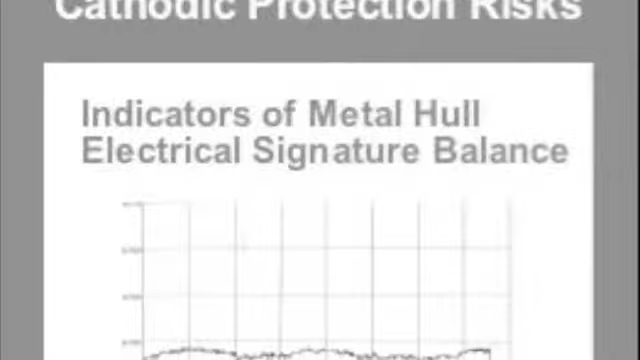 Cathodic Protection Risks
Indicators of Metal Hull
Electrical Signature Balance